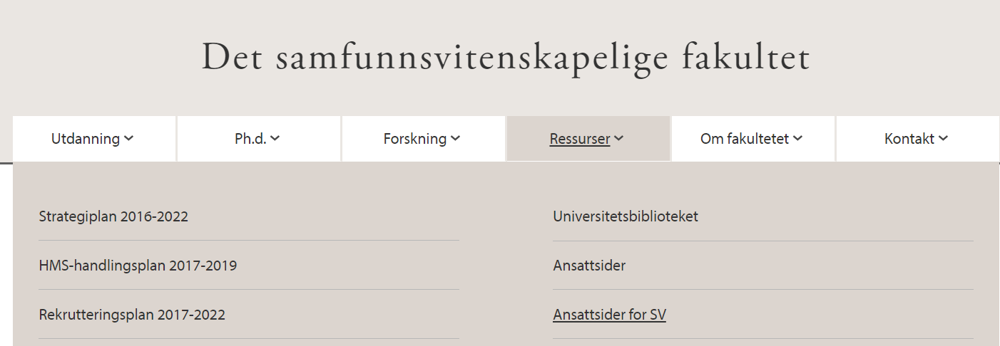 Det samfunnsvitenskapelige fakultet
Utdanning
Ph.d.
Forskning
Ressurser
Om fakultetet
Kontakt
Strategiplan 2016-2022
HMS-handlingsplan 2017-2019
Rekrutteringsplan 2017-2022
Universitetsbiblioteket
Ansattsider
Ansattsider for SV